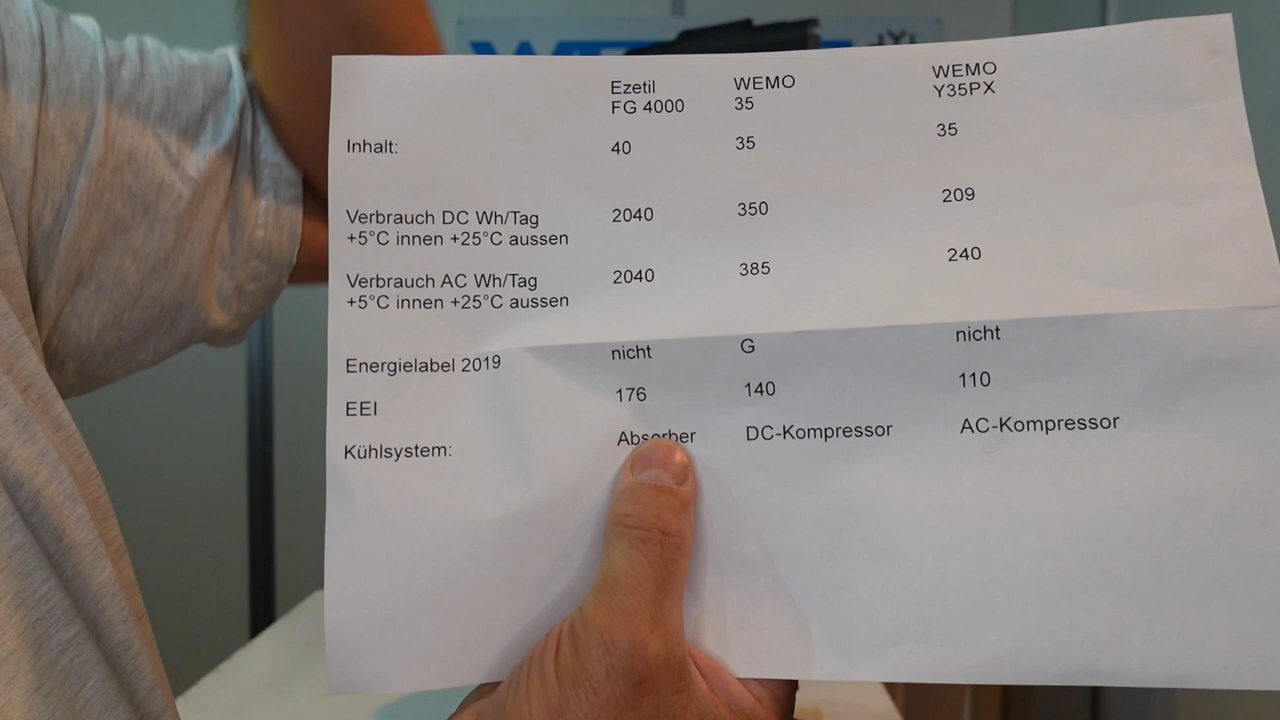 Ezetil WEMO WEMO
FG 4000 35 Y35PX
Inhalt: 40 35 35
Verbrauch DC Wh/Tag 2040 350 209
+5°C innen +25°C aussen
Verbrauch AC Wh/Tag 2040 385 240
+5°C innen +25°C aussen
Energielabel 2019 nicht G nicht
EEI 176 140 110
Kühlsystem: Absorber DC-Kompressor AC-Kompressor